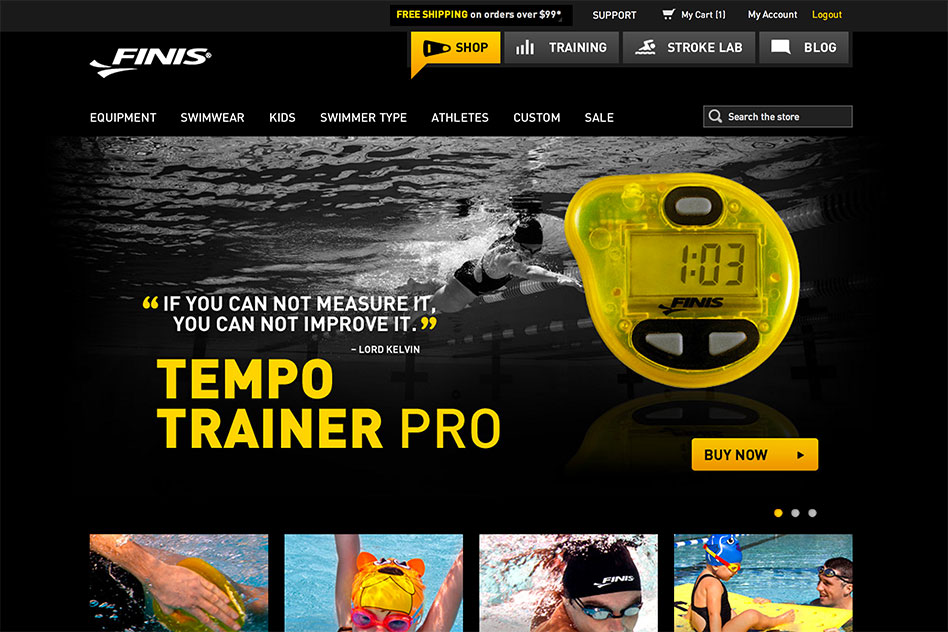 FREE SHIPPING on orders over $99*
SUPPORT
My Cart (1)
My Account
Logout
FINIS®
SHOP
TRAINING
STROKE LAB
BLOG
EQUIPMENT
SWIMWEAR
KIDS
SWIMMER TYPE
ATHLETES
CUSTOM
SALE
Search the store
1:03
FINIS
“IF YOU CAN NOT MEASURE IT,
YOU CAN NOT IMPROVE IT.”
– LORD KELVIN
TEMPO
TRAINER PRO
BUY NOW
FINIS